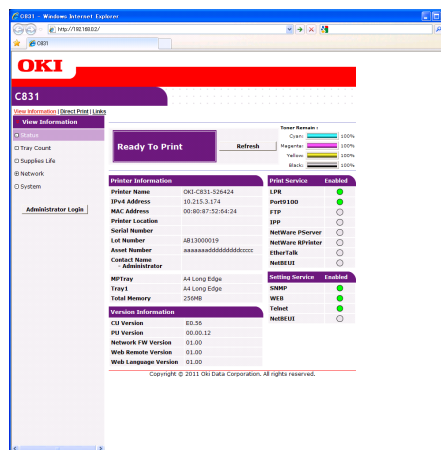 C831 - Windows Internet Explorer
http://192.168.0.2/
C831
OKI
C831
View Information | Direct Print | Links
View Information
Status
Tray Count
Supplies Life
Network
System
Administrator Login
Ready To Print
Refresh
Toner Remain :
Cyan: 100%
Magenta: 100%
Yellow: 100%
Black: 100%
Printer Information
Printer Name OKI-C831-526424
IPv4 Address 10.215.3.174
MAC Address 00:80:87:52:64:24
Printer Location
Serial Number
Lot Number AB13000019
Asset Number
Contact Name
- Administrator
MPTray A4 Long Edge
Tray1 A4 Long Edge
Total Memory 256MB
Version Information
CU Version E0.56
PU Version 00.00.12
Network FW Version 01.00
Web Remote Version 01.00
Web Language Version 01.00
Print Service Enabled
LPR
Port9100
FTP
IPP
NetWare PServer
NetWare RPrinter
EtherTalk
NetBEUI
Setting Service Enabled
SNMP
WEB
Telnet
NetBEUI
Copyright © 2011 Oki Data Corporation. All rights reserved.